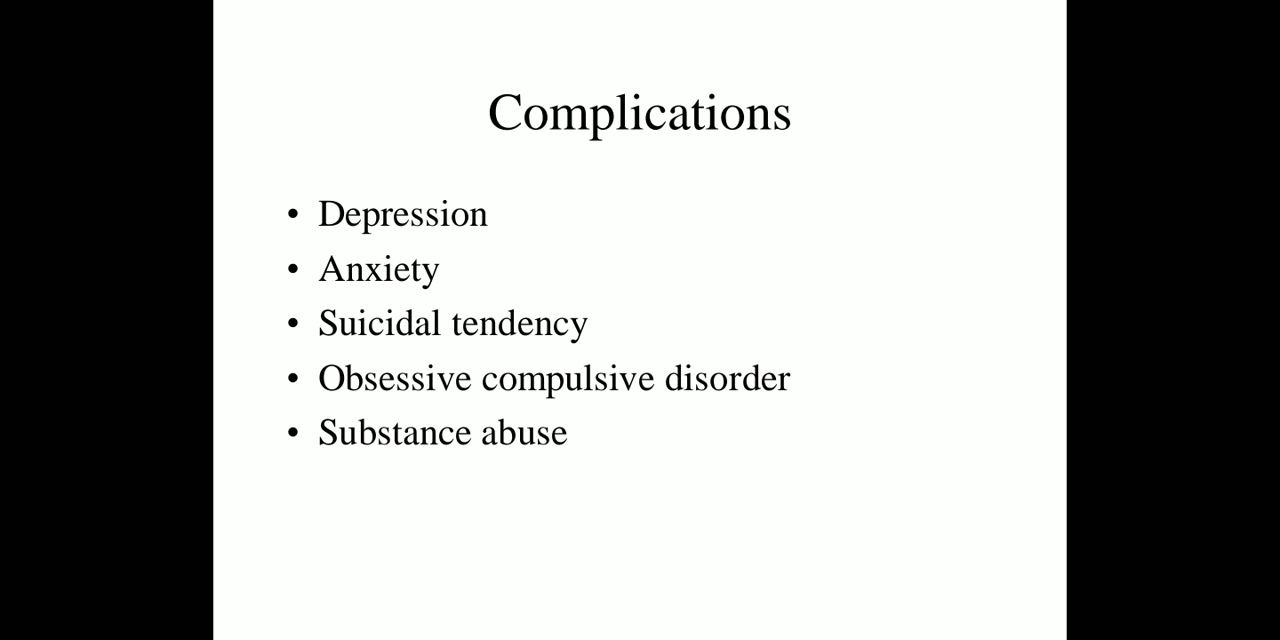 Complications
• Depression
• Anxiety
• Suicidal tendency
• Obsessive compulsive disorder
• Substance abuse